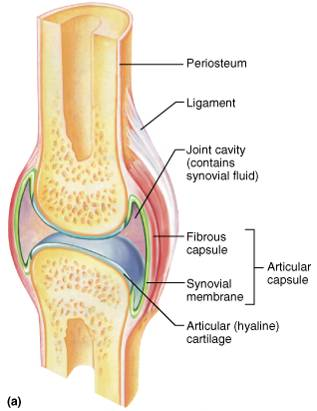 Periosteum
Ligament
Joint cavity
(contains
synovial fluid)
Fibrous
capsule
Synovial
membrane
Articular
capsule
Articular (hyaline)
cartilage
(a)